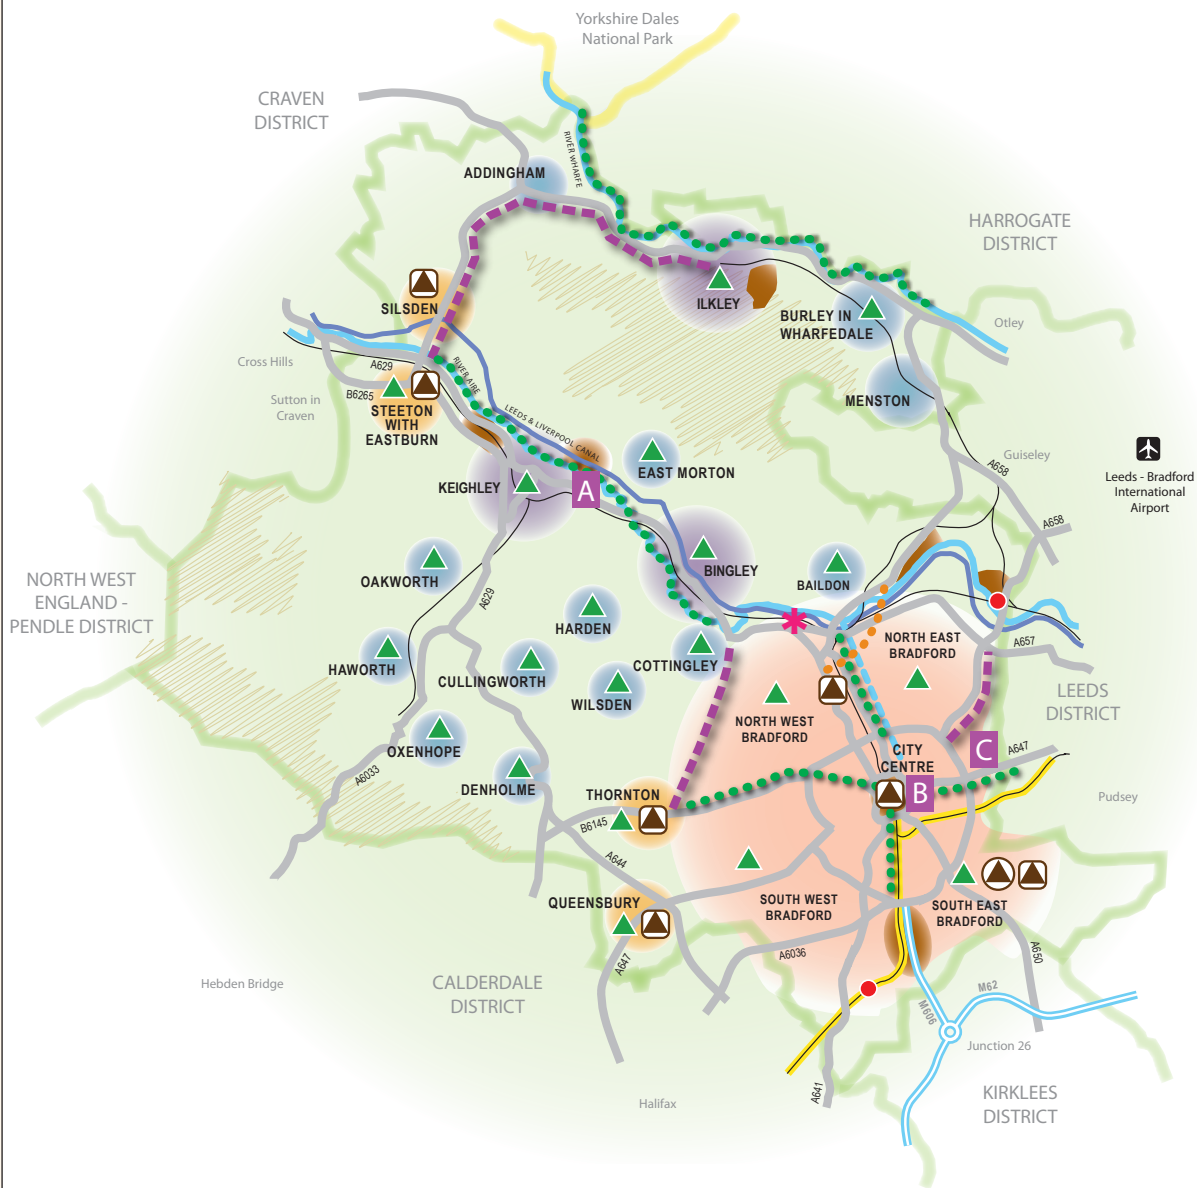 Yorkshire Dales
National Park
CRAVEN
DISTRICT
RIVER WHARFE
ADDINGHAM
HARROGATE
DISTRICT
SILSDEN
ILKLEY
BURLEY IN
WHARFEDALE
Otley
Cross Hills
A629
RIVER AIRE
B6265
Sutton in
Craven
STEETON
WITH
EASTBURN
MENSTON
LEEDS & LIVERPOOL CANAL
Guiseley
A658
Leeds - Bradford
International
Airport
EAST MORTON
KEIGHLEY
A
A658
BINGLEY
BAILDON
OAKWORTH
NORTH WEST
ENGLAND -
PENDLE DISTRICT
A629
HARDEN
NORTH EAST
BRADFORD
A657
HAWORTH
CULLINGWORTH
COTTINGLEY
WILSDEN
LEEDS
DISTRICT
NORTH WEST
BRADFORD
OXENHOPE
CITY
CENTRE
C
A647
A6033
DENHOLME
THORNTON
B
Pudsey
B6145
A644
QUEENSBURY
SOUTH WEST
BRADFORD
SOUTH EAST
BRADFORD
A647
A6036
A650
Hebden Bridge
CALDERDALE
DISTRICT
M62
M606
Junction 26
A641
Halifax
KIRKLEES
DISTRICT